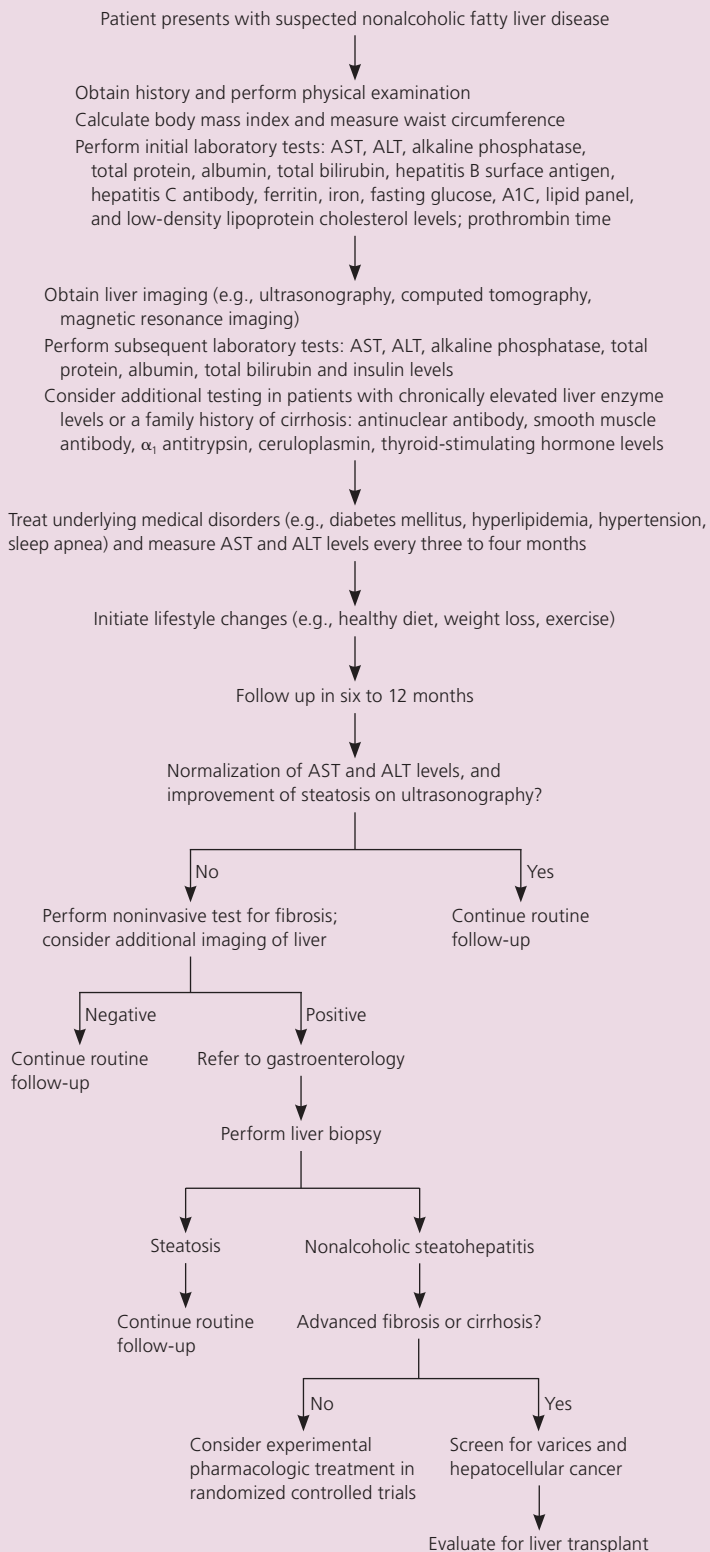 Patient presents with suspected nonalcoholic fatty liver disease
Obtain history and perform physical examination
Calculate body mass index and measure waist circumference
Perform initial laboratory tests: AST, ALT, alkaline phosphatase,
total protein, albumin, total bilirubin, hepatitis B surface antigen,
hepatitis C antibody, ferritin, iron, fasting glucose, A1C, lipid panel,
and low-density lipoprotein cholesterol levels; prothrombin time
Obtain liver imaging (e.g., ultrasonography, computed tomography,
magnetic resonance imaging)
Perform subsequent laboratory tests: AST, ALT, alkaline phosphatase, total
protein, albumin, total bilirubin and insulin levels
Consider additional testing in patients with chronically elevated liver enzyme
levels or a family history of cirrhosis: antinuclear antibody, smooth muscle
antibody, α₁ antitrypsin, ceruloplasmin, thyroid-stimulating hormone levels
Treat underlying medical disorders (e.g., diabetes mellitus, hyperlipidemia, hypertension,
sleep apnea) and measure AST and ALT levels every three to four months
Initiate lifestyle changes (e.g., healthy diet, weight loss, exercise)
Follow up in six to 12 months
Normalization of AST and ALT levels, and
improvement of steatosis on ultrasonography?
No
Yes
Perform noninvasive test for fibrosis;
consider additional imaging of liver
Continue routine
follow-up
Negative
Positive
Continue routine
follow-up
Refer to gastroenterology
Perform liver biopsy
Steatosis
Nonalcoholic steatohepatitis
Continue routine
follow-up
Advanced fibrosis or cirrhosis?
No
Yes
Consider experimental
pharmacologic treatment in
randomized controlled trials
Screen for varices and
hepatocellular cancer
Evaluate for liver transplant